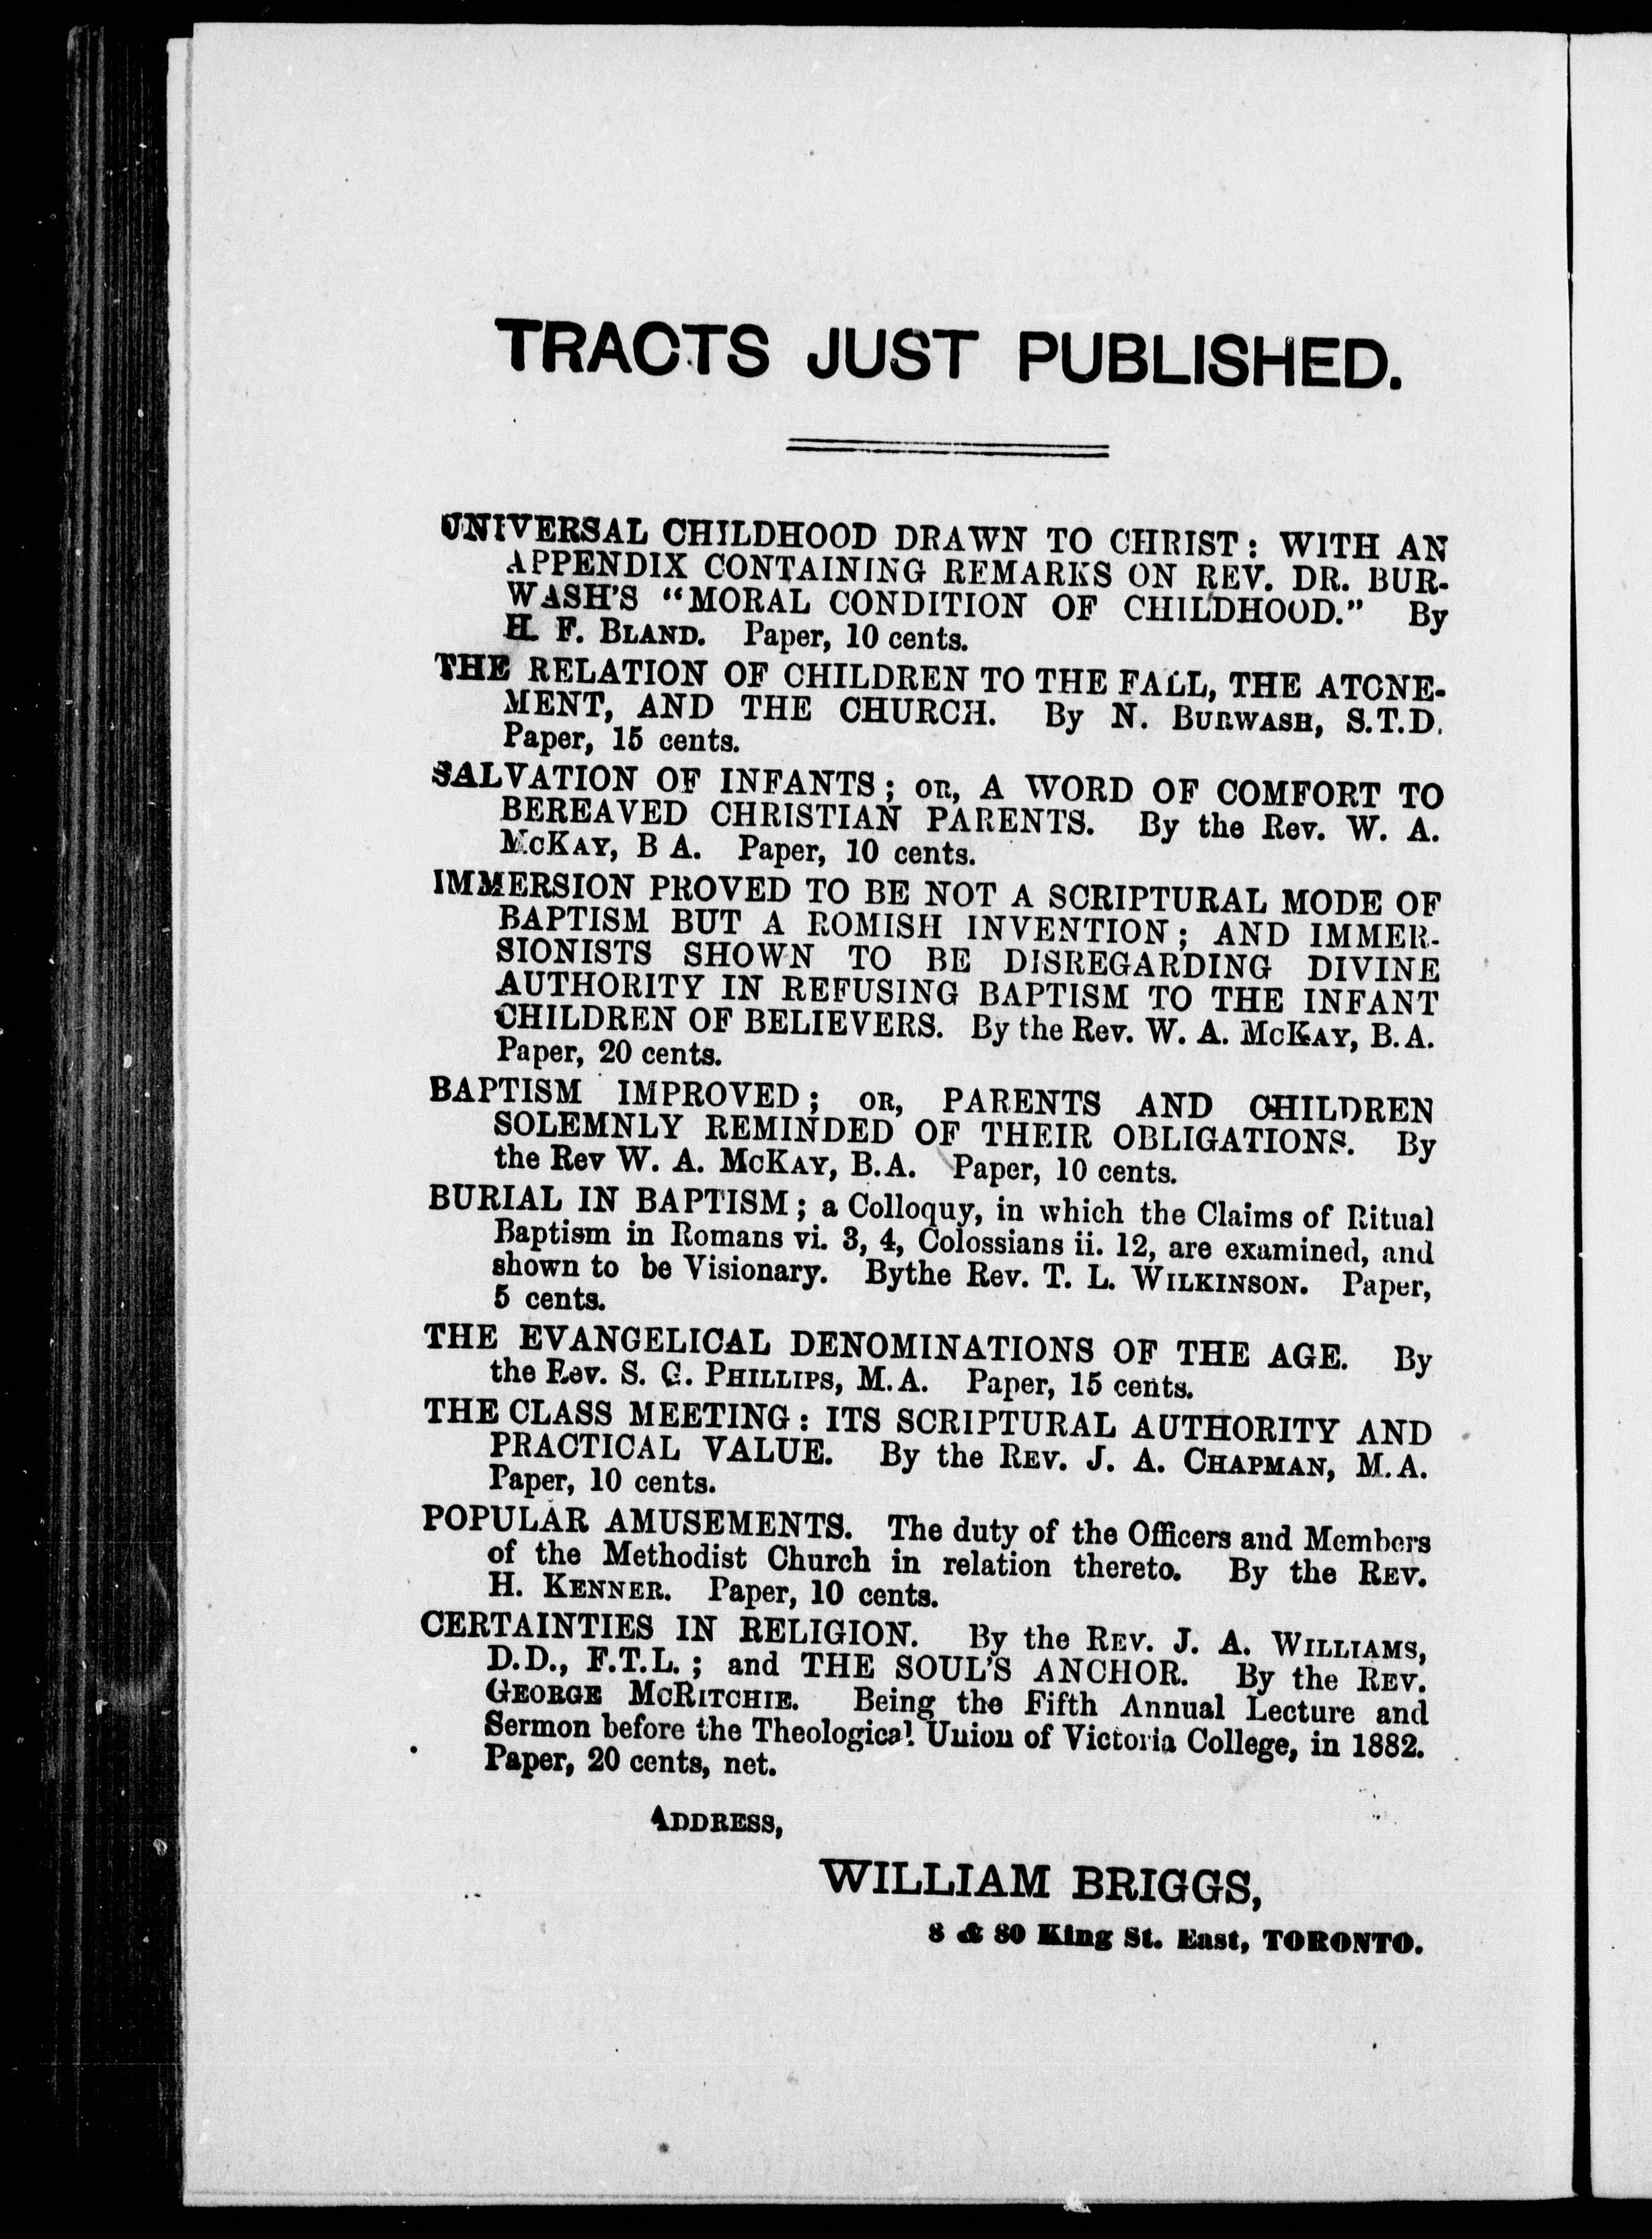 TRACTS JUST PUBLISHED.
UNIVERSAL CHILDHOOD DRAWN TO CHRIST: WITH AN
APPENDIX CONTAINING REMARKS ON REV. DR. BUR-
WASH'S "MORAL CONDITION OF CHILDHOOD." By
H. F. BLAND. Paper, 10 cents.
THE RELATION OF CHILDREN TO THE FALL, THE ATONE-
MENT, AND THE CHURCH. By N. BURWASH, S.T.D.
Paper, 15 cents.
SALVATION OF INFANTS; OR, A WORD OF COMFORT TO
BEREAVED CHRISTIAN PARENTS. By the Rev. W. A.
MCKAY, B A. Paper, 10 cents.
IMMERSION PROVED TO BE NOT A SCRIPTURAL MODE OF
BAPTISM BUT A ROMISH INVENTION; AND IMMER-
SIONISTS SHOWN TO BE DISREGARDING DIVINE
AUTHORITY IN REFUSING BAPTISM TO THE INFANT
CHILDREN OF BELIEVERS. By the Rev. W. A. McKAY, B.A.
Paper, 20 cents.
BAPTISM IMPROVED; OR, PARENTS AND CHILDREN
SOLEMNLY REMINDED OF THEIR OBLIGATIONS. By
the Rev W. A. McKAY, B.A. Paper, 10 cents.
BURIAL IN BAPTISM; a Colloquy, in which the Claims of Ritual
Baptism in Romans vi. 3, 4, Colossians ii. 12, are examined, and
shown to be Visionary. Bythe Rev. T. L. WILKINSON. Paper,
5 cents.
THE EVANGELICAL DENOMINATIONS OF THE AGE. By
the Rev. S. G. PHILLIPS, M.A. Paper, 15 cents.
THE CLASS MEETING: ITS SCRIPTURAL AUTHORITY AND
PRACTICAL VALUE. By the REV. J. A. CHAPMAN, M.A.
Paper, 10 cents.
POPULAR AMUSEMENTS. The duty of the Officers and Members
of the Methodist Church in relation thereto. By the REV.
H. KENNER. Paper, 10 cents.
CERTAINTIES IN RELIGION. By the REV. J. A. WILLIAMS,
D.D., F.T.L.; and THE SOUL'S ANCHOR. By the REV.
GEORGE McRITCHIE. Being the Fifth Annual Lecture and
Sermon before the Theological Union of Victoria College, in 1882.
Paper, 20 cents, net.
ADDRESS,
WILLIAM BRIGGS,
8 & 80 King St. East, TORONTO.